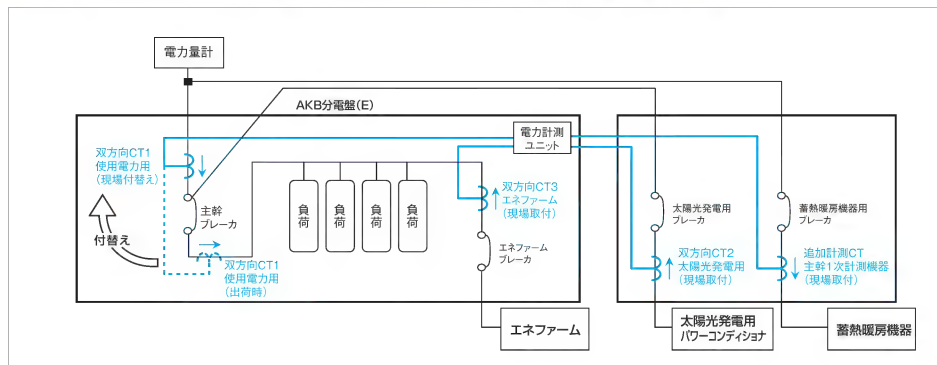 電力量計
AKB分電盤(E)
双方向CT1
使用電力用
(現場付替え)
付替え
主幹
ブレーカ
双方向CT1
使用電力用
(出荷時)
負荷
負荷
負荷
負荷
電力計測
ユニット
双方向CT3
エネファーム
(現場取付)
エネファーム
ブレーカ
エネファーム
太陽光発電用
ブレーカ
双方向CT2
太陽光発電用
(現場取付)
太陽光発電用
パワーコンディショナ
蓄熱暖房機器用
ブレーカ
追加計測CT
主幹1次計測機器
(現場取付)
蓄熱暖房機器